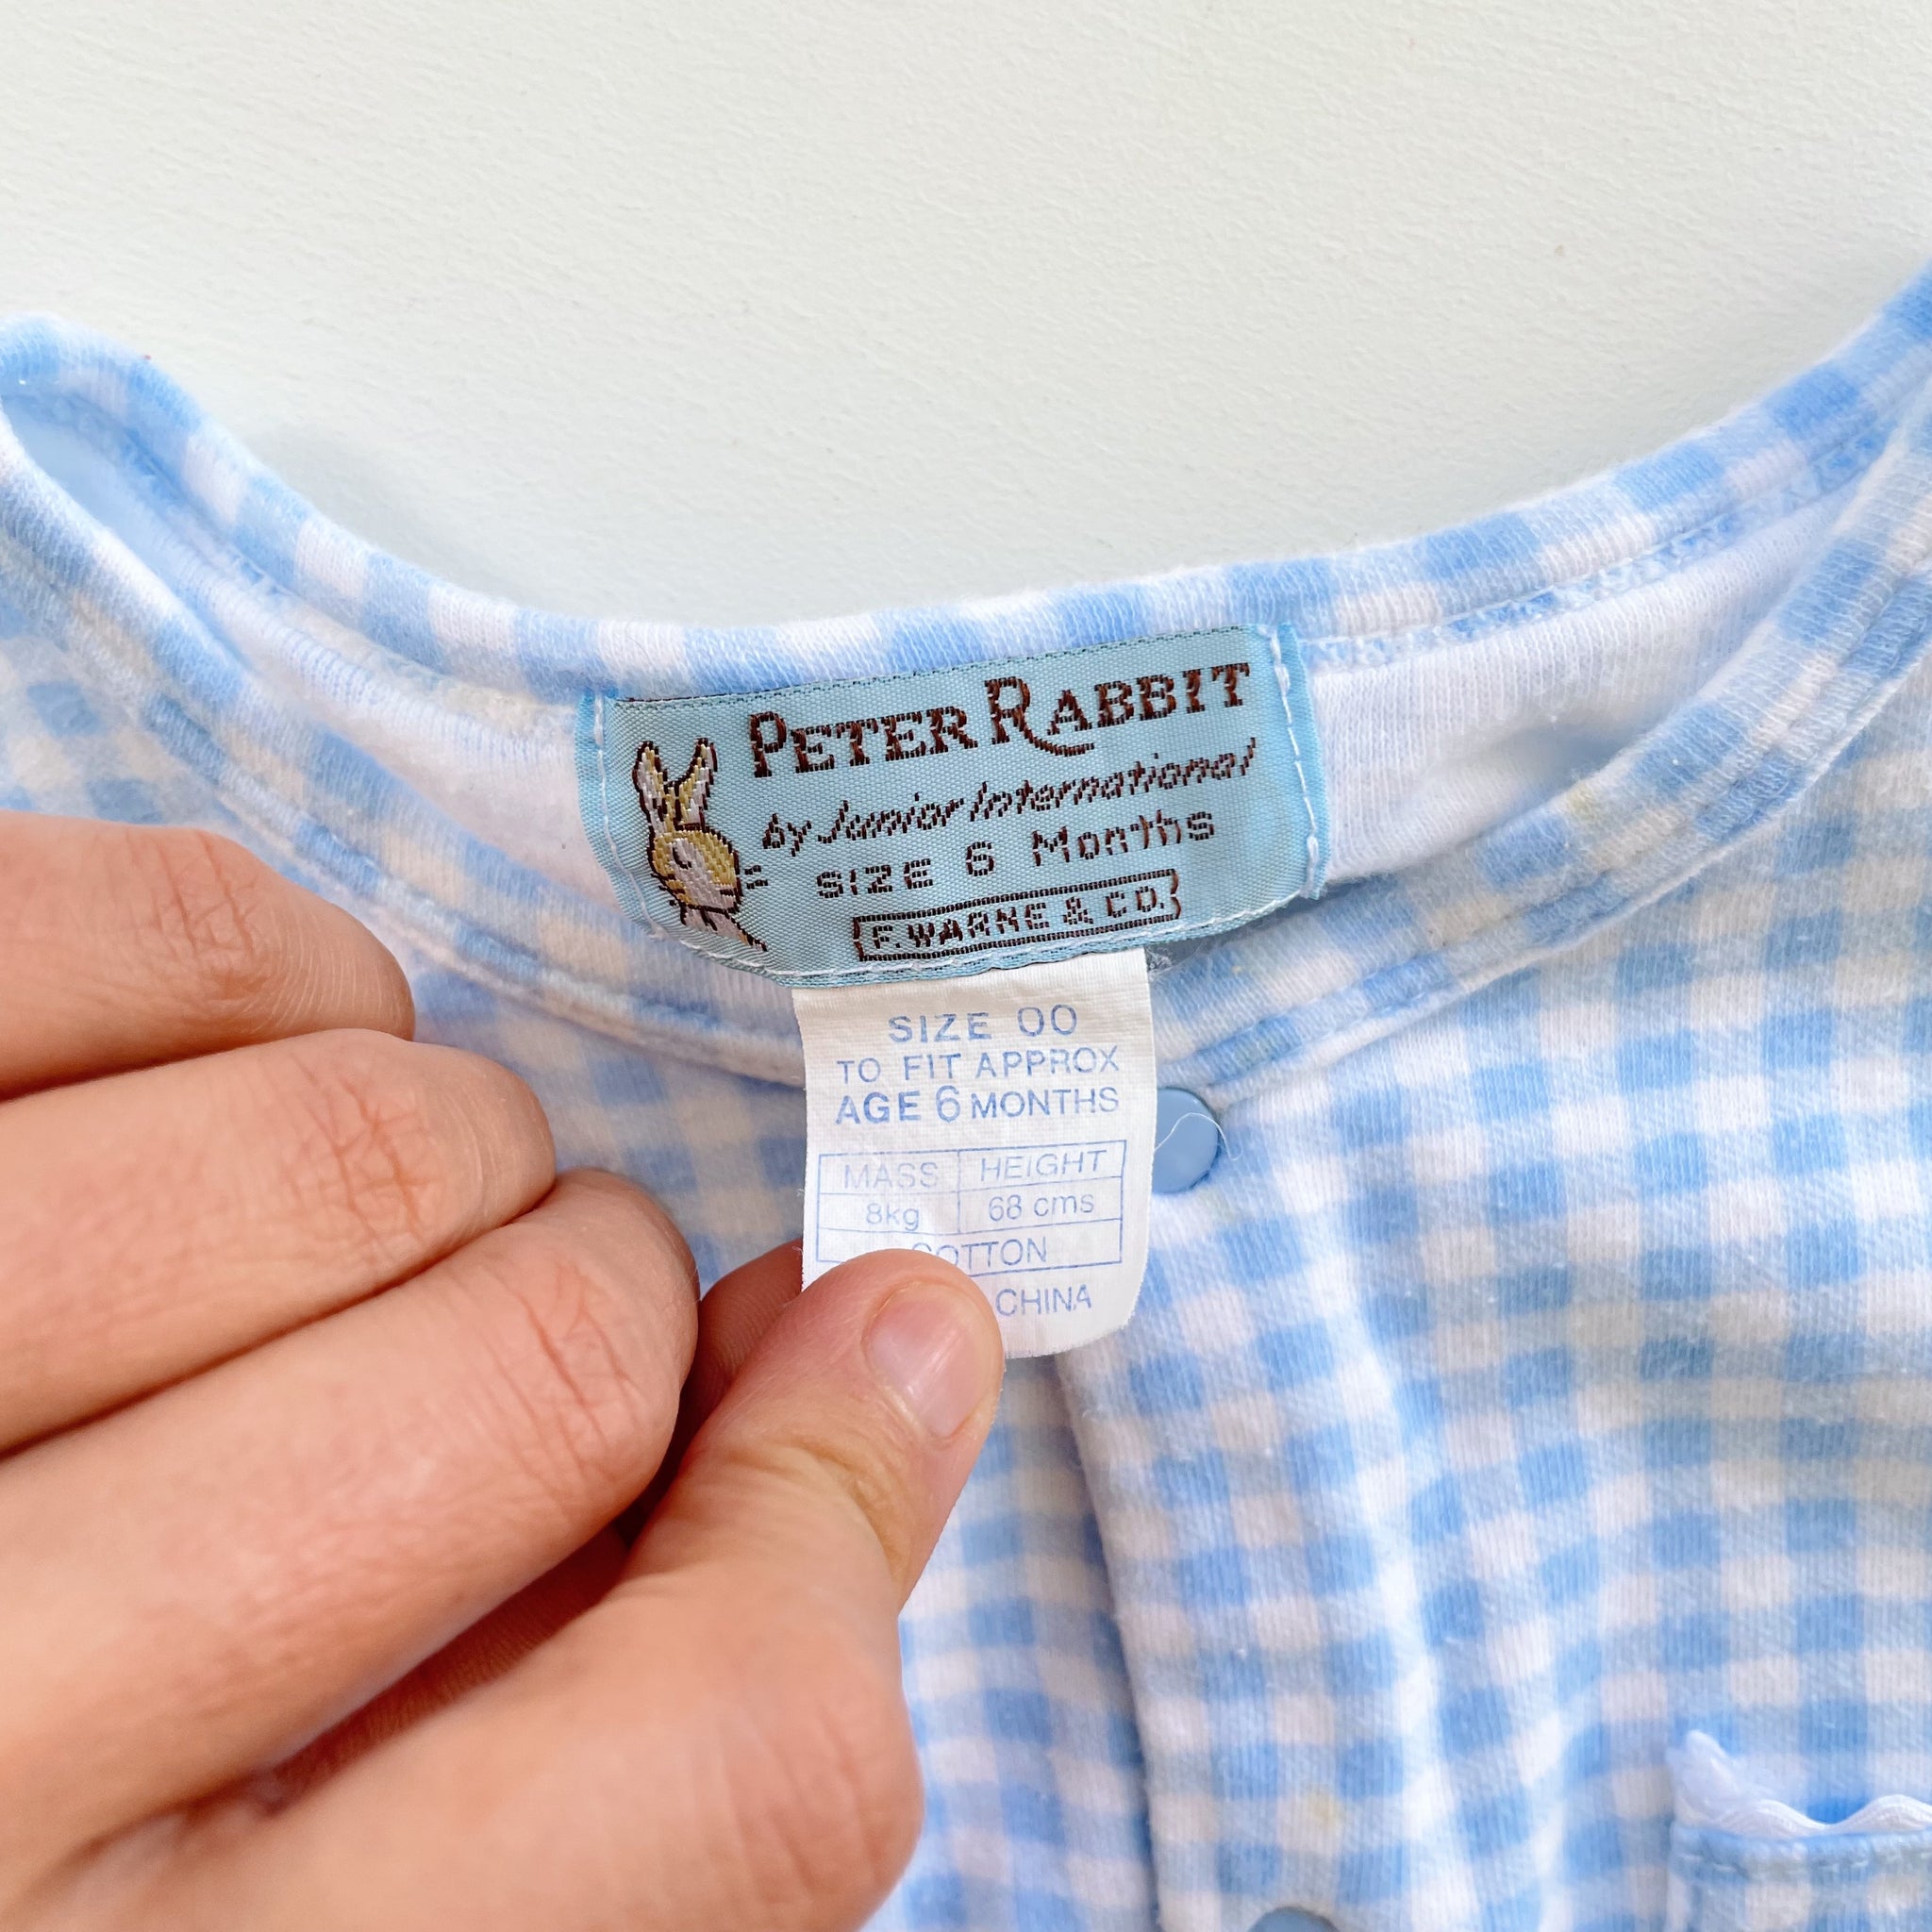 PETER RABBIT
by Junior International
SIZE 6 Months
F. WARNE & CO.
SIZE 00
TO FIT APPROX
AGE 6 MONTHS
MASS HEIGHT
8kg 68 cms
COTTON
CHINA